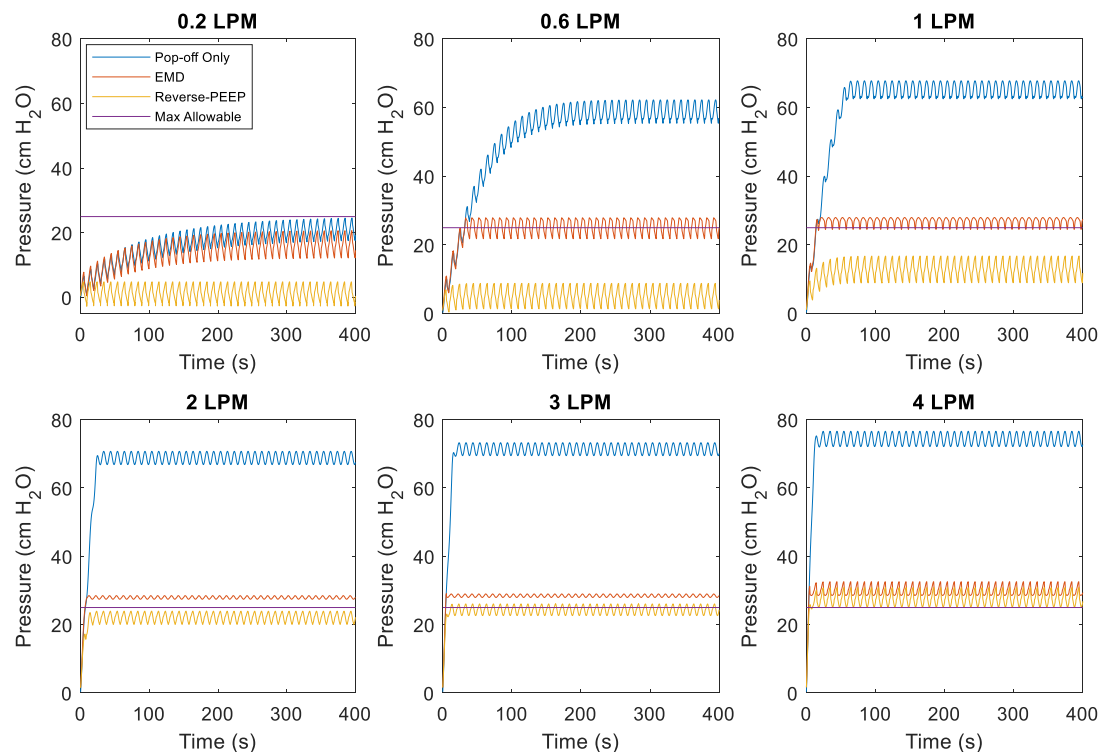 0.2 LPM
80
60
40
20
0
Pressure (cm H2O)
Pop-off Only
EMD
Reverse-PEEP
Max Allowable
0 100 200 300 400
Time (s)
0.6 LPM
80
60
40
20
0
Pressure (cm H2O)
0 100 200 300 400
Time (s)
1 LPM
80
60
40
20
0
Pressure (cm H2O)
0 100 200 300 400
Time (s)
2 LPM
80
60
40
20
0
Pressure (cm H2O)
0 100 200 300 400
Time (s)
3 LPM
80
60
40
20
0
Pressure (cm H2O)
0 100 200 300 400
Time (s)
4 LPM
80
60
40
20
0
Pressure (cm H2O)
0 100 200 300 400
Time (s)